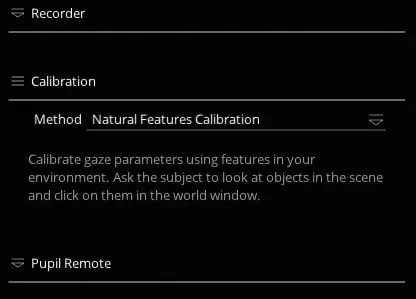 Recorder
Calibration
Method Natural Features Calibration
Calibrate gaze parameters using features in your
environment. Ask the subject to look at objects in the scene
and click on them in the world window.
Pupil Remote